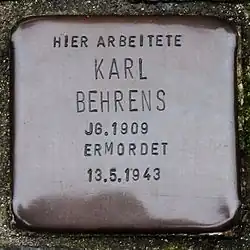 HIER ARBEITETE
KARL
BEHRENS
JG.1909
ERMORDET
13.5.1943